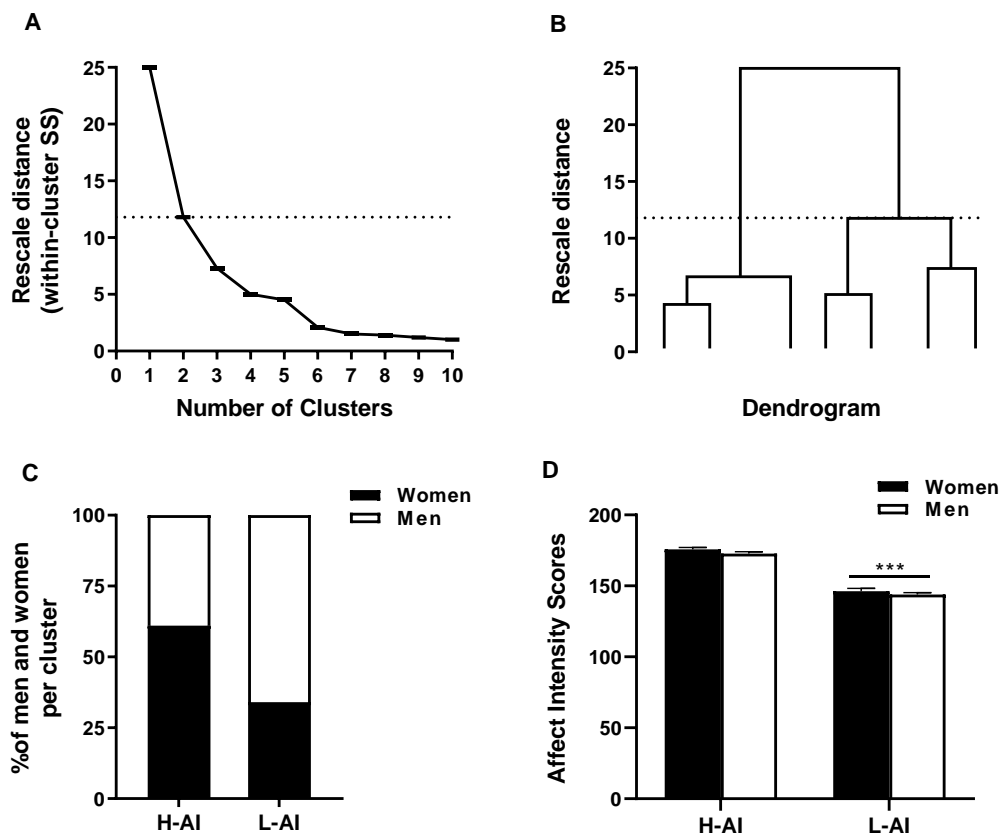 A
Rescale distance
(within-cluster SS)
25
20
15
10
5
0
0 1 2 3 4 5 6 7 8 9 10
Number of Clusters
B
Rescale distance
25
20
15
10
5
0
Dendrogram
C
Women
Men
%of men and women
per cluster
100
75
50
25
0
H-AI L-AI
D
Women
Men
Affect Intensity Scores
200
150
100
50
0
***
H-AI L-AI